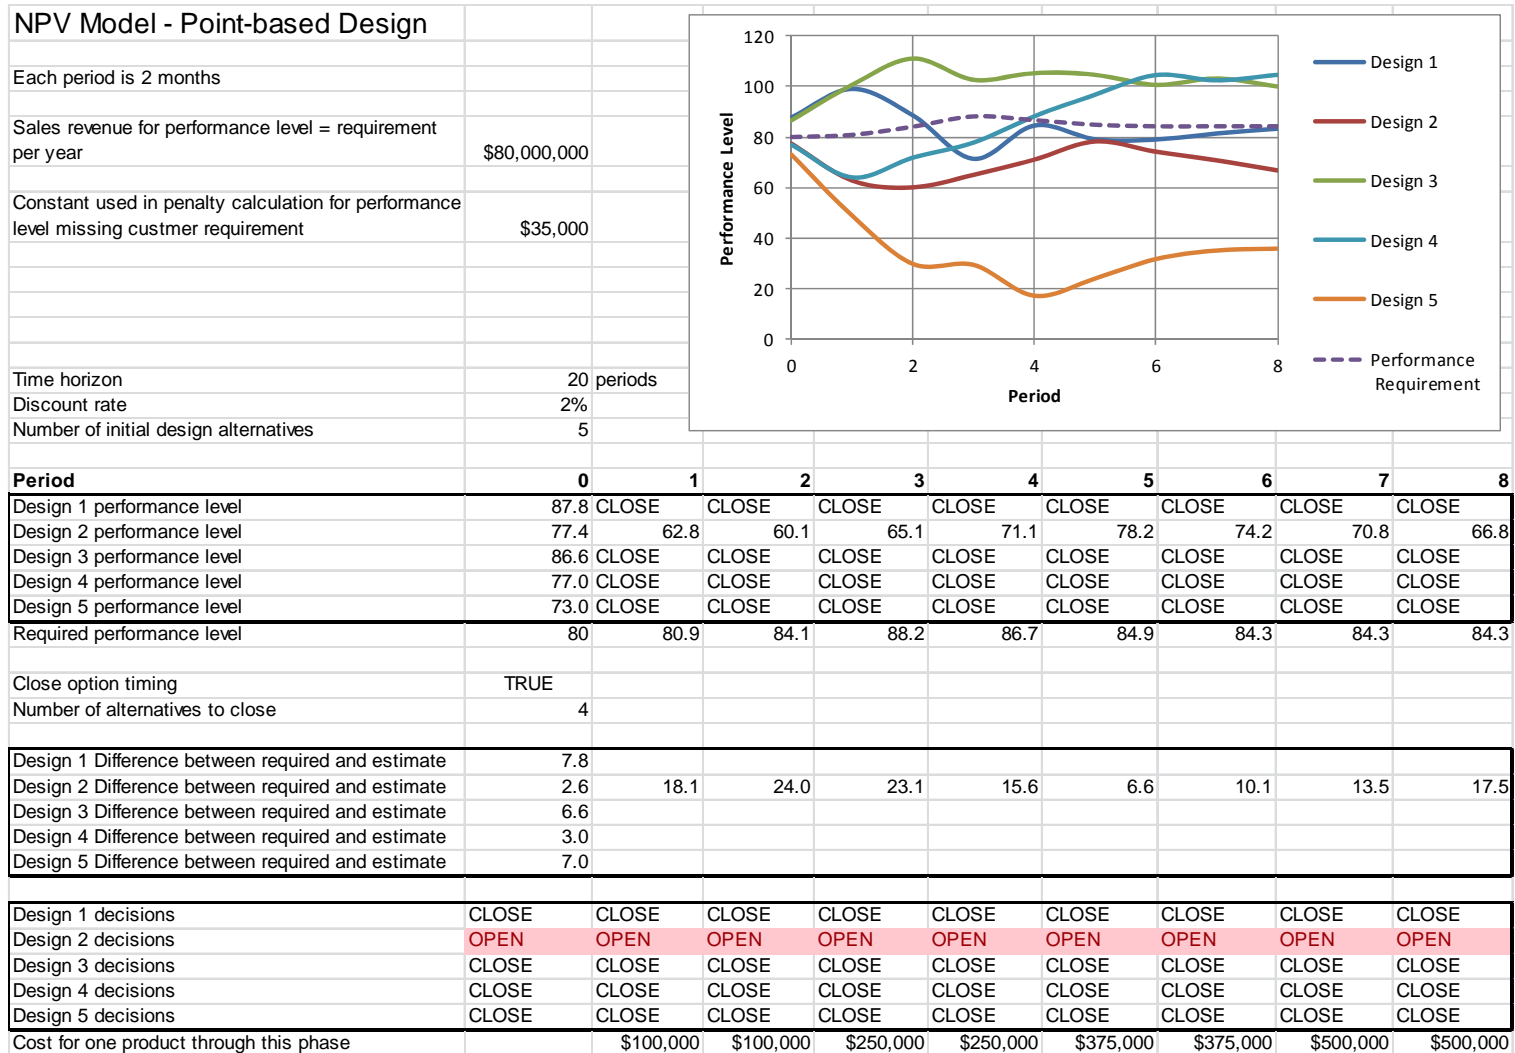 NPV Model - Point-based Design
Each period is 2 months
Sales revenue for performance level = requirement
per year $80,000,000
Constant used in penalty calculation for performance
level missing custmer requirement $35,000
Time horizon 20 periods
Discount rate 2%
Number of initial design alternatives 5
120
100
80
60
40
20
0
Performance Level
0 2 4 6 8
Period
Design 1
Design 2
Design 3
Design 4
Design 5
Performance
Requirement
Period 0 1 2 3 4 5 6 7 8
Design 1 performance level 87.8 CLOSE CLOSE CLOSE CLOSE CLOSE CLOSE CLOSE CLOSE
Design 2 performance level 77.4 62.8 60.1 65.1 71.1 78.2 74.2 70.8 66.8
Design 3 performance level 86.6 CLOSE CLOSE CLOSE CLOSE CLOSE CLOSE CLOSE CLOSE
Design 4 performance level 77.0 CLOSE CLOSE CLOSE CLOSE CLOSE CLOSE CLOSE CLOSE
Design 5 performance level 73.0 CLOSE CLOSE CLOSE CLOSE CLOSE CLOSE CLOSE CLOSE
Required performance level 80 80.9 84.1 88.2 86.7 84.9 84.3 84.3 84.3
Close option timing TRUE
Number of alternatives to close 4
Design 1 Difference between required and estimate 7.8
Design 2 Difference between required and estimate 2.6 18.1 24.0 23.1 15.6 6.6 10.1 13.5 17.5
Design 3 Difference between required and estimate 6.6
Design 4 Difference between required and estimate 3.0
Design 5 Difference between required and estimate 7.0
Design 1 decisions CLOSE CLOSE CLOSE CLOSE CLOSE CLOSE CLOSE CLOSE CLOSE
Design 2 decisions OPEN OPEN OPEN OPEN OPEN OPEN OPEN OPEN OPEN
Design 3 decisions CLOSE CLOSE CLOSE CLOSE CLOSE CLOSE CLOSE CLOSE CLOSE
Design 4 decisions CLOSE CLOSE CLOSE CLOSE CLOSE CLOSE CLOSE CLOSE CLOSE
Design 5 decisions CLOSE CLOSE CLOSE CLOSE CLOSE CLOSE CLOSE CLOSE CLOSE
Cost for one product through this phase $100,000 $100,000 $250,000 $250,000 $375,000 $375,000 $500,000 $500,000